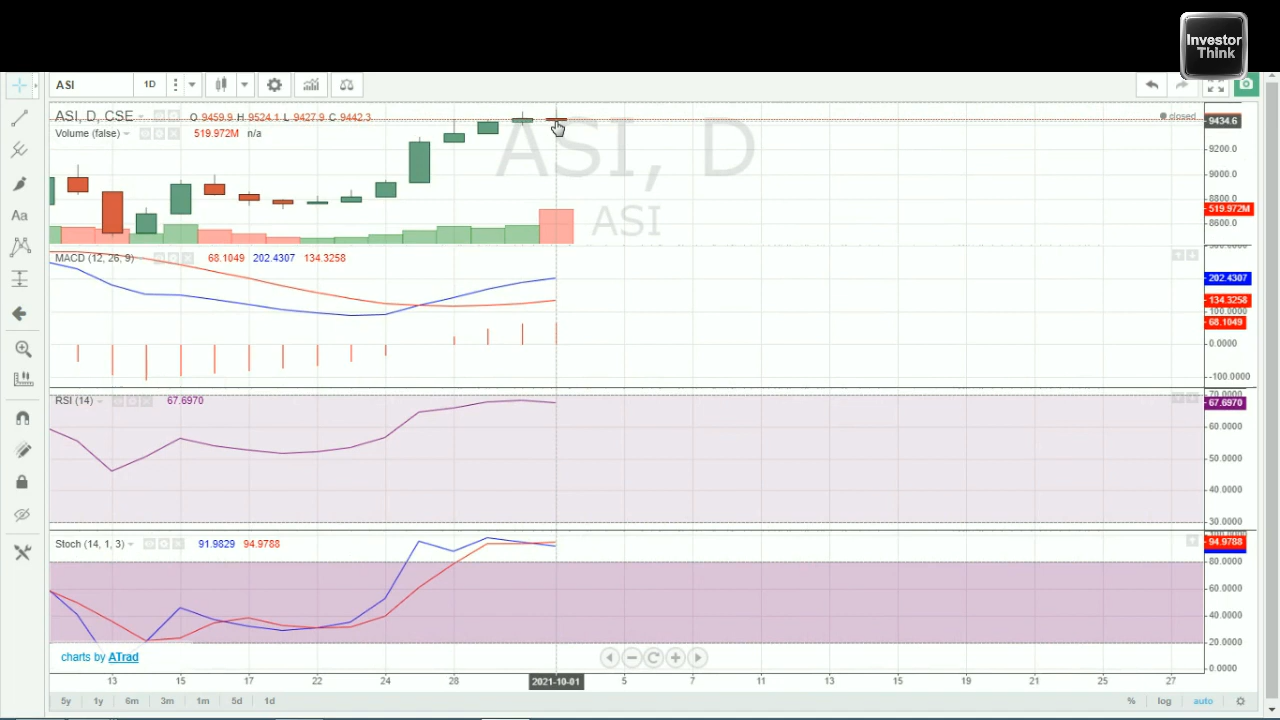 Investor
Think
ASI
1D
ASI, D, CSE
O 9459.9 H 9524.1 L 9427.9 C 9442.3
closed
9434.6
Volume (false)
519.972M
n/a
ASI, D
ASI
9200.0
9000.0
8800.0
519.972M
8600.0
MACD (12, 26, 9)
68.1049
202.4307
134.3258
202.4307
134.3258
100.0000
68.1049
0.0000
-100.0000
RSI (14)
67.6970
70.0000
67.6970
60.0000
50.0000
40.0000
30.0000
Stoch (14, 1, 3)
91.9829
94.9788
94.9788
80.0000
60.0000
40.0000
20.0000
0.0000
charts by ATrad
13 15 17 22 24 28 2021-10-01 5 7 11 13 15 19 21 25 27
5y 1y 6m 3m 1m 5d 1d
% log auto
Aa